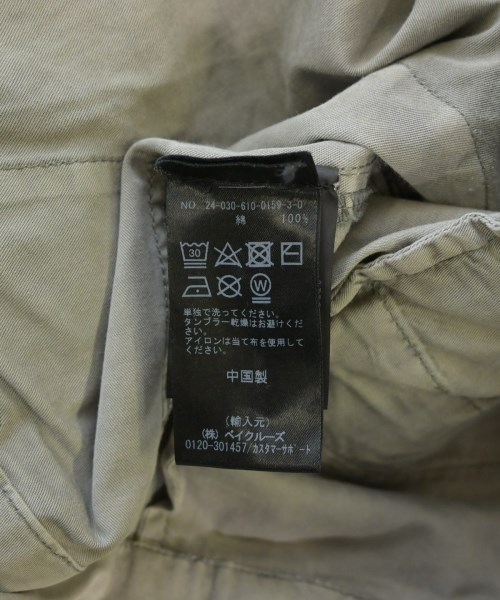 NO. 24-030-610-0159-3-0
綿 100%
30
W
単独で洗ってください。
タンブラー乾燥はお避けくださ
い。
アイロンは当て布を使用して
ください。
中国製
(輸入元)
(株)ベイクルーズ
0120-301457/カスタマーサポート